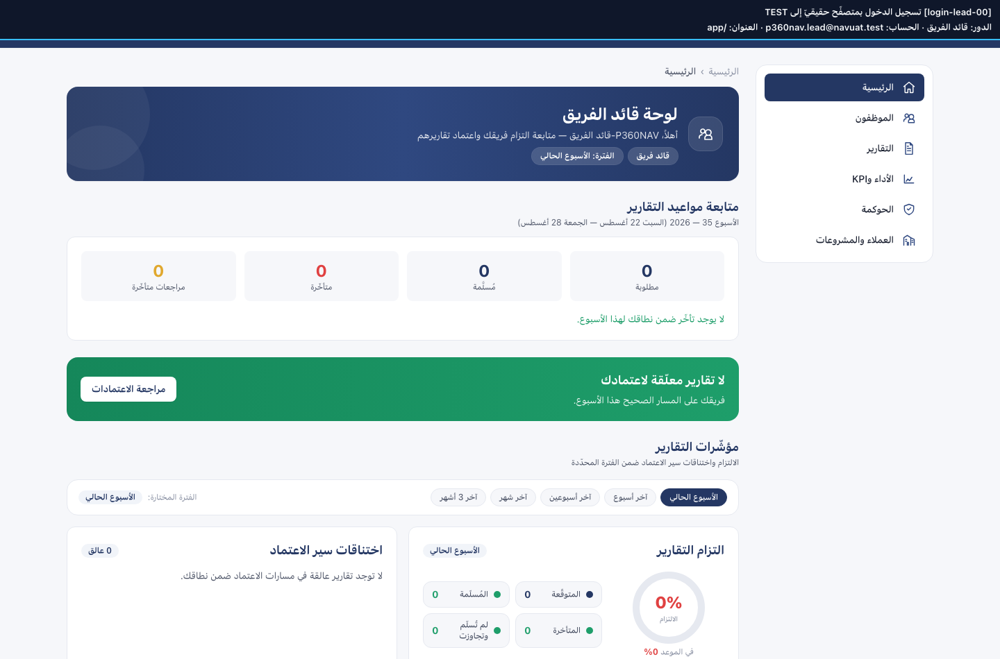 [login-lead-00] تسجيل الدخول بمتصفّح حقيقيّ إلى TEST
الدور: قائد الفريق · الحساب: p360nav.lead@navuat.test · العنوان: /app
الرئيسية
الموظفون
التقارير
الأداء وKPI
الحوكمة
العملاء والمشروعات
الرئيسية › الرئيسية
لوحة قائد الفريق
أهلاً، P360NAV-قائد الفريق — متابعة التزام فريقك واعتماد تقاريرهم
قائد فريق
الفترة: الأسبوع الحالي
متابعة مواعيد التقارير
الأسبوع 35 — 2026 (السبت 22 أغسطس — الجمعة 28 أغسطس)
0
مطلوبة
0
مُسلَّمة
0
متأخّرة
0
مراجعات متأخّرة
لا يوجد تأخّر ضمن نطاقك لهذا الأسبوع.
لا تقارير معلّقة لاعتمادك
فريقك على المسار الصحيح هذا الأسبوع.
مراجعة الاعتمادات
مؤشّرات التقارير
الالتزام واختناقات سير الاعتماد ضمن الفترة المحدّدة
الأسبوع الحالي
آخر أسبوع
آخر أسبوعين
آخر شهر
آخر 3 أشهر
الفترة المختارة: الأسبوع الحالي
التزام التقارير
الأسبوع الحالي
0%
الالتزام
في الموعد 0%
المتوقّعة 0
المُسلّمة 0
المتأخرة 0
لم تُسلّم
وتجاوزت 0
اختناقات سير الاعتماد
0 عالق
لا توجد تقارير عالقة في مسارات الاعتماد ضمن نطاقك.